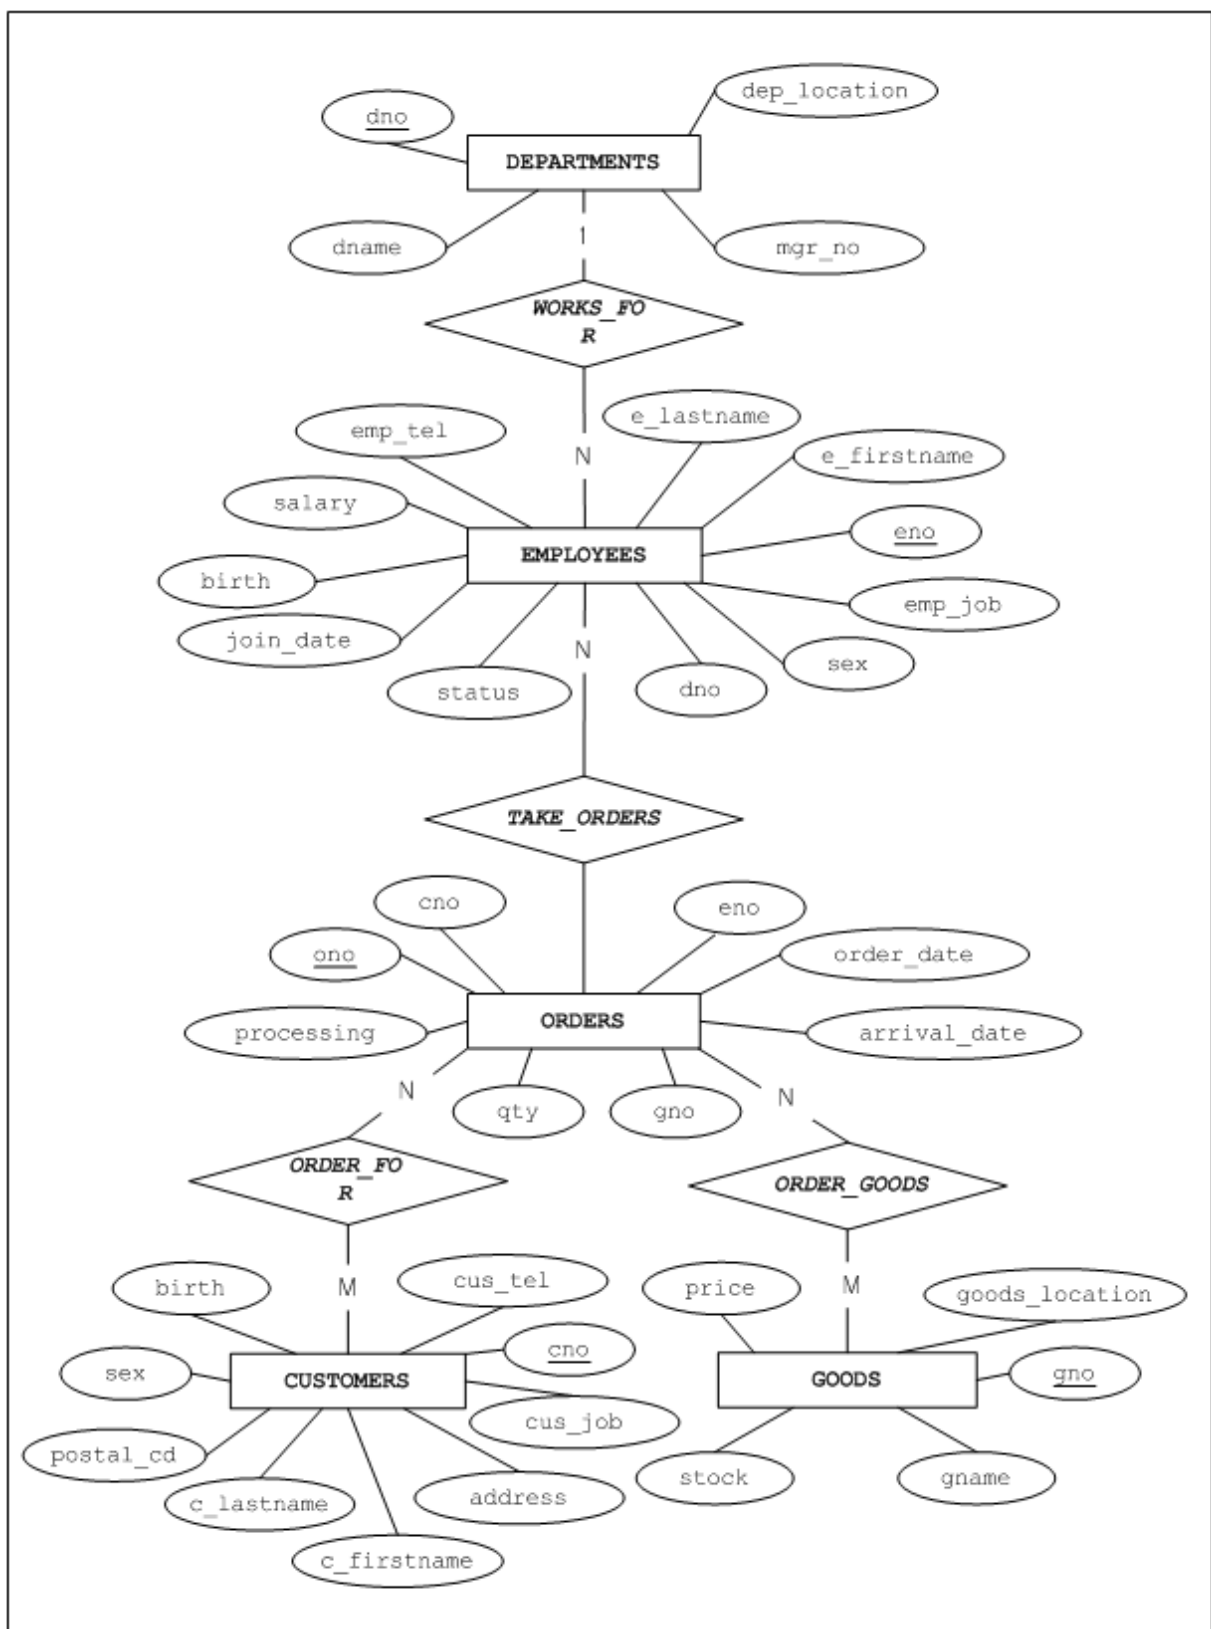 dep_location
dno
DEPARTMENTS
1
dname
mgr_no
WORKS_FO
R
e_lastname
emp_tel
e_firstname
N
salary
eno
EMPLOYEES
birth
emp_job
join_date
N
sex
status
dno
TAKE_ORDERS
cno
eno
ono
order_date
ORDERS
processing
arrival_date
N
N
qty
gno
ORDER_FO
R
ORDER_GOODS
birth
cus_tel
M
M
price
goods_location
cno
sex
CUSTOMERS
GOODS
gno
cus_job
postal_cd
stock
gname
c_lastname
address
c_firstname